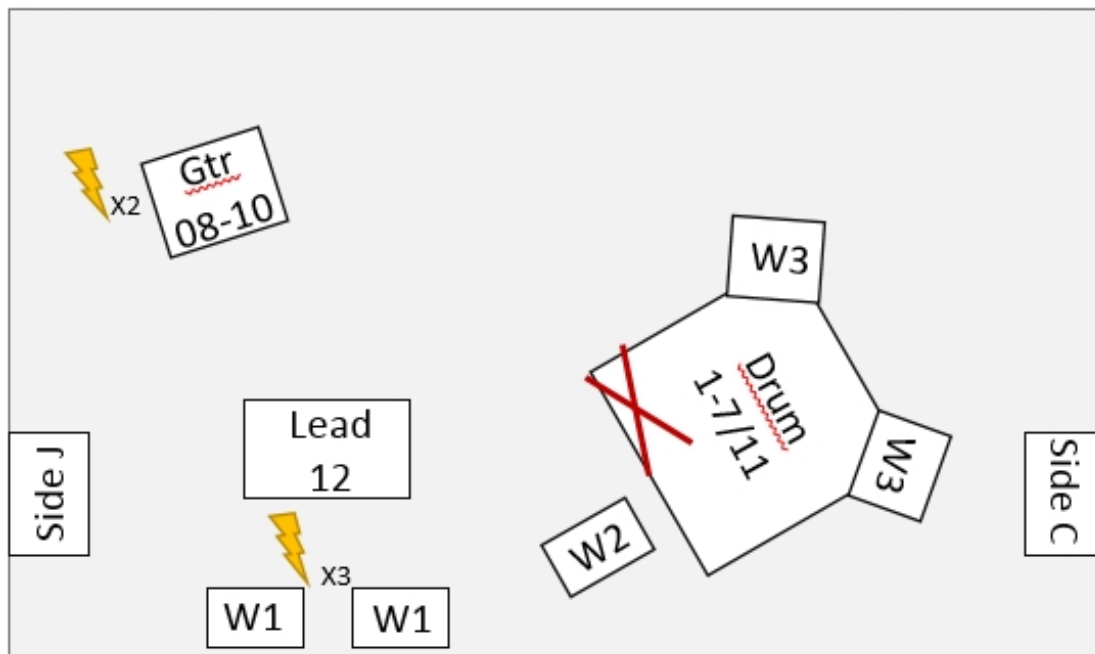 Gtr
08-10
X2
W3
Drum
1-7/11
W3
Side J
Lead
12
Side C
W2
X3
W1
W1